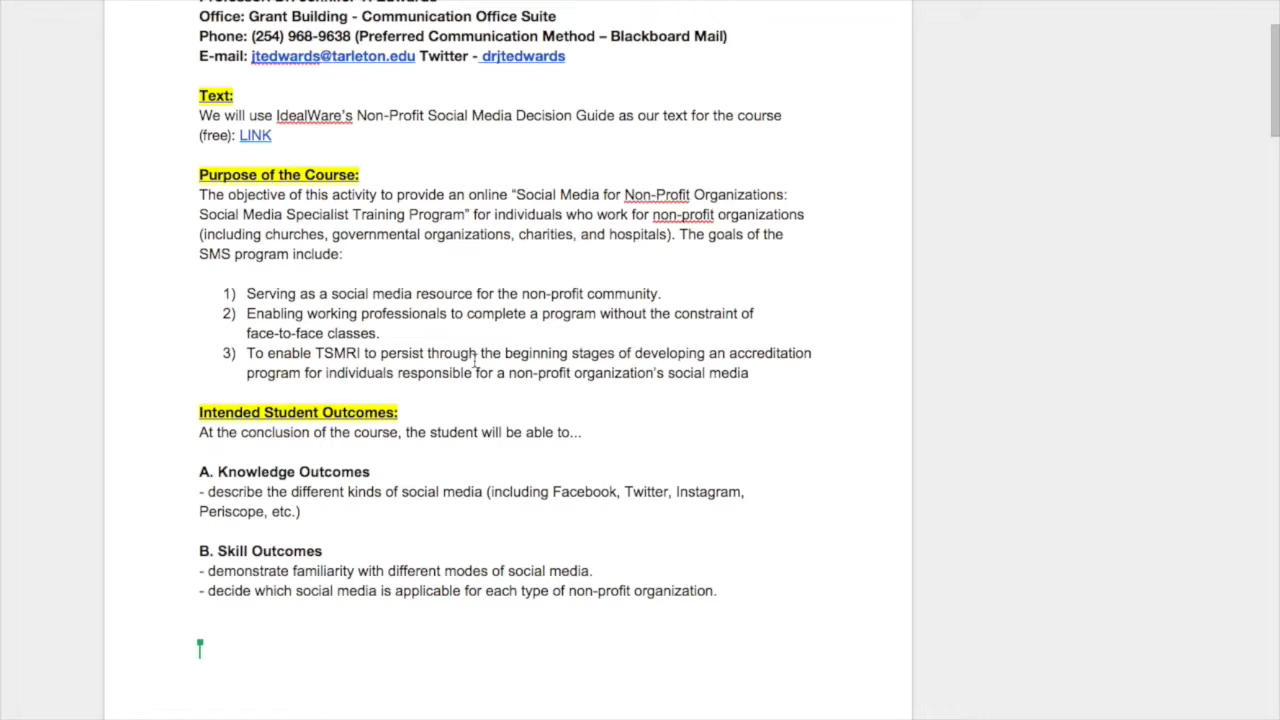 Office: Grant Building - Communication Office Suite
Phone: (254) 968-9638 (Preferred Communication Method – Blackboard Mail)
E-mail: jtedwards@tarleton.edu Twitter - drjtedwards
Text:
We will use IdealWare's Non-Profit Social Media Decision Guide as our text for the course
(free): LINK
Purpose of the Course:
The objective of this activity to provide an online “Social Media for Non-Profit Organizations:
Social Media Specialist Training Program” for individuals who work for non-profit organizations
(including churches, governmental organizations, charities, and hospitals). The goals of the
SMS program include:
1) Serving as a social media resource for the non-profit community.
2) Enabling working professionals to complete a program without the constraint of
face-to-face classes.
3) To enable TSMRI to persist through the beginning stages of developing an accreditation
program for individuals responsible for a non-profit organization's social media
Intended Student Outcomes:
At the conclusion of the course, the student will be able to...
A. Knowledge Outcomes
- describe the different kinds of social media (including Facebook, Twitter, Instagram,
Periscope, etc.)
B. Skill Outcomes
- demonstrate familiarity with different modes of social media.
- decide which social media is applicable for each type of non-profit organization.